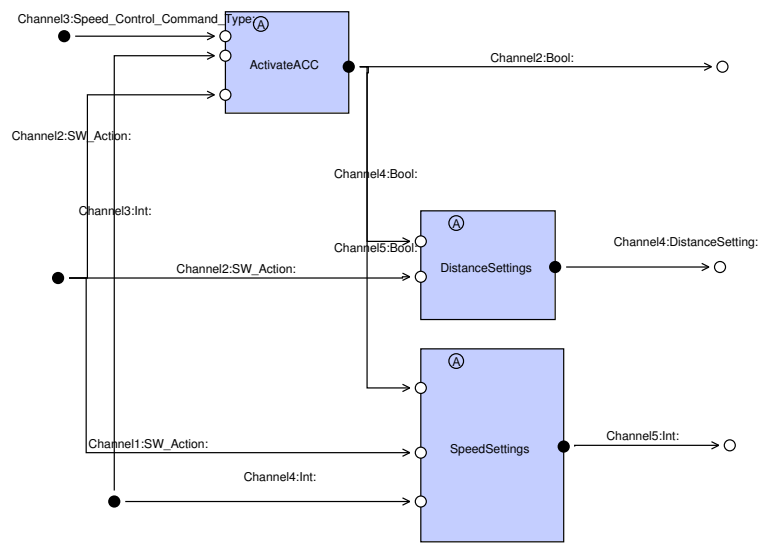 Channel3:Speed_Control_Command_Type:
A
ActivateACC
Channel2:Bool:
Channel2:SW_Action:
Channel4:Bool:
Channel3:Int:
A
Channel5:Bool:
Channel4:DistanceSetting:
Channel2:SW_Action:
DistanceSettings
A
Channel5:Int:
Channel1:SW_Action:
SpeedSettings
Channel4:Int: